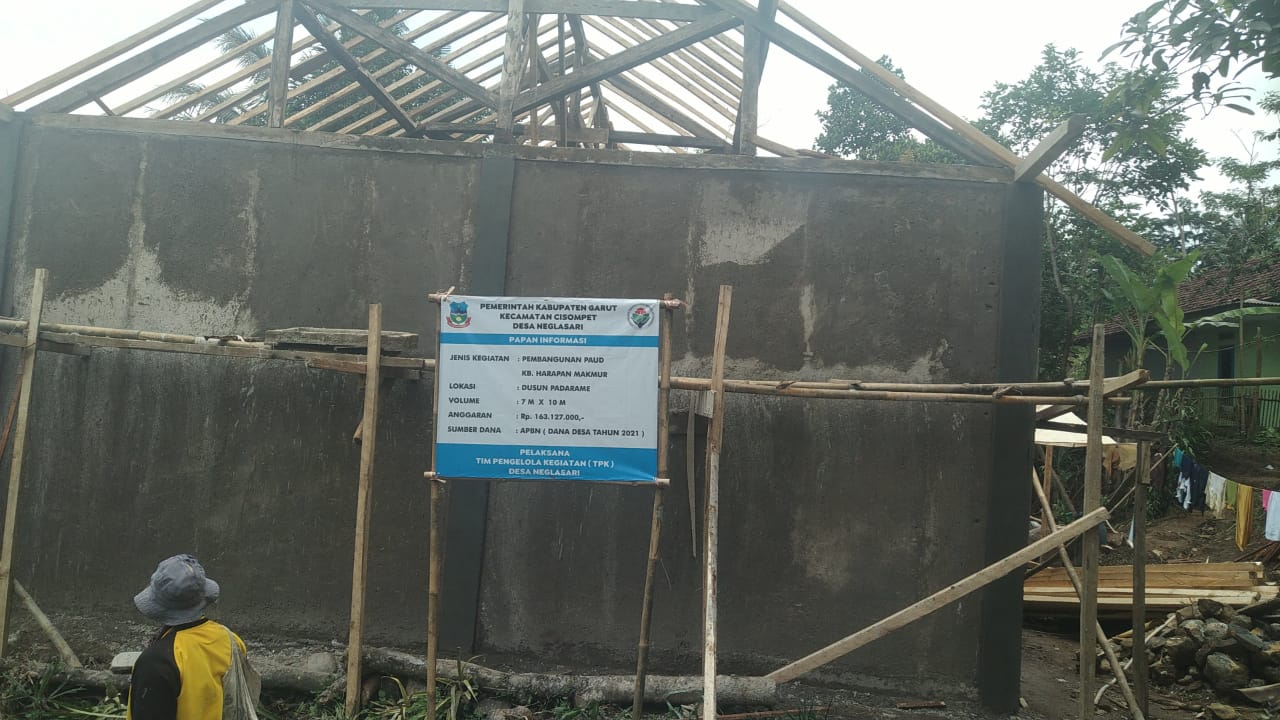 PEMERINTAH KABUPATEN GARUT
KECAMATAN CISOMPET
DESA NEGLASARI
PAPAN INFORMASI
JENIS KEGIATAN : PEMBANGUNAN PAUD
KB. HARAPAN MAKMUR
LOKASI : DUSUN PADARAME
VOLUME : 7 M X 10 M
ANGGARAN : Rp. 163.127.000,-
SUMBER DANA : APBN ( DANA DESA TAHUN 2021 )
PELAKSANA
TIM PENGELOLA KEGIATAN ( TPK )
DESA NEGLASARI